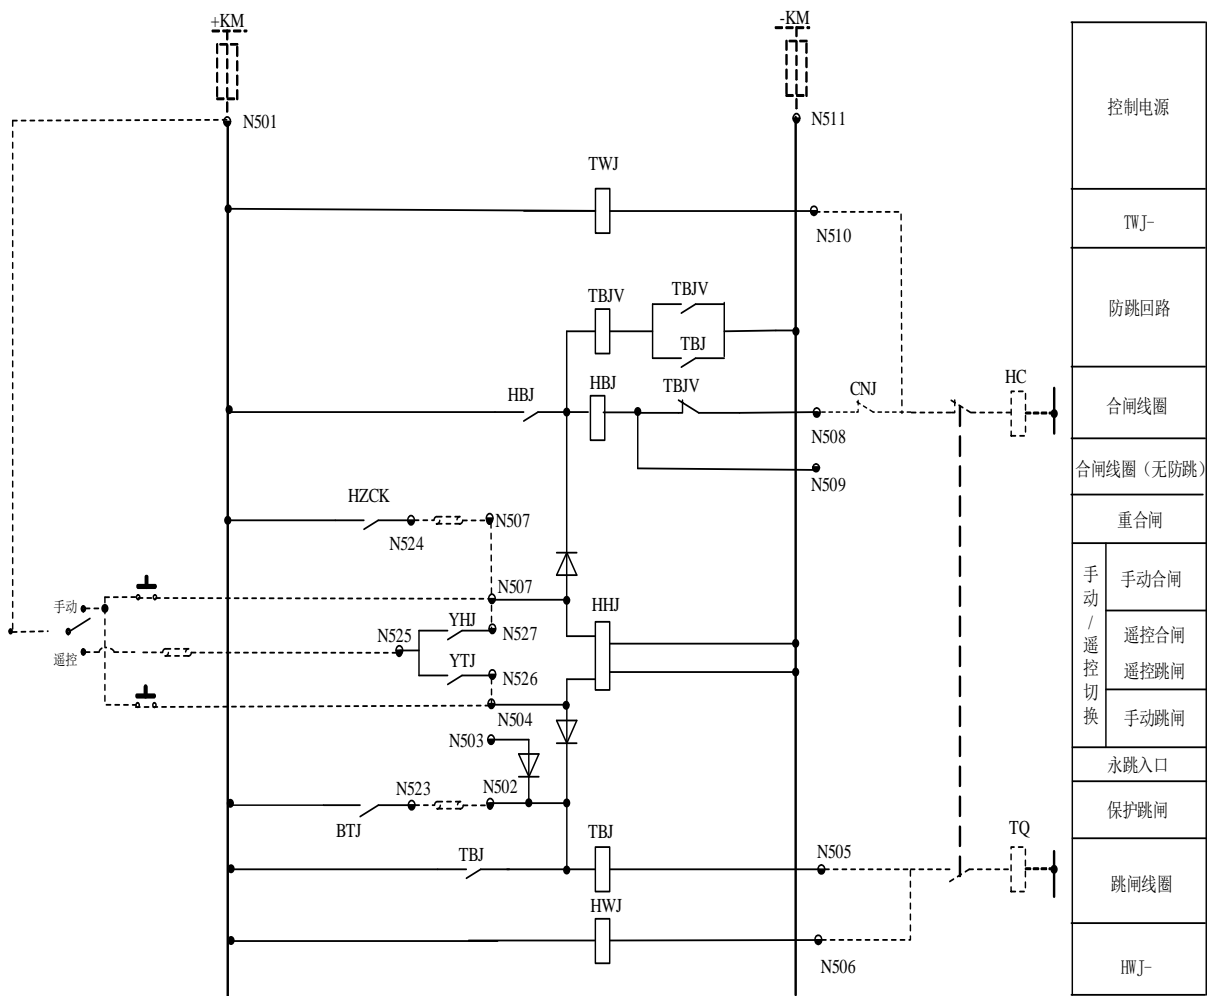 +KM
-KM
N501
N511
控制电源
TWJ
N510
TWJ-
TBJV
TBJV
TBJ
防跳回路
HBJ
HBJ
TBJV
CNJ
HC
N508
合闸线圈
N509
合闸线圈（无防跳）
HZCK
N524
N507
重合闸
N507
手动
手动合闸
HHJ
N525
YHJ
N527
遥控合闸
遥控
YTJ
N526
遥控跳闸
手动/遥控切换
N504
手动跳闸
N503
永跳入口
N523
N502
BTJ
保护跳闸
TBJ
TBJ
N505
TQ
跳闸线圈
HWJ
N506
HWJ-